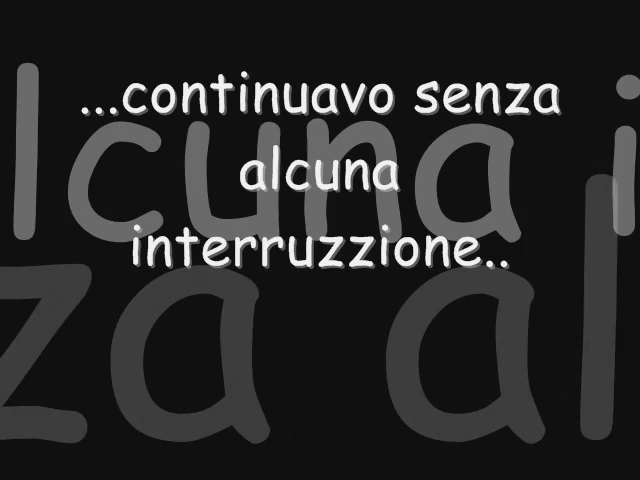 ...continuavo senza
alcuna
interruzzione..
lcuna i
za al